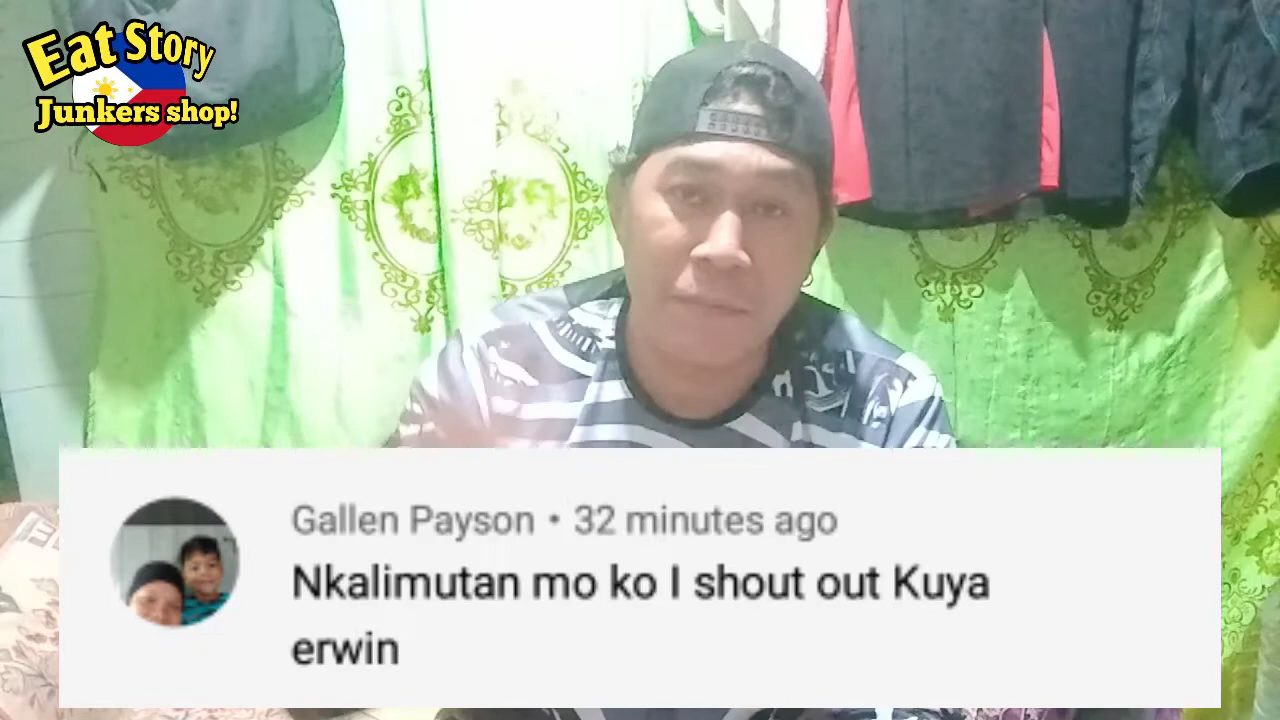 Eat Story
Junkers shop!
Gallen Payson • 32 minutes ago
Nkalimutan mo ko I shout out Kuya
erwin